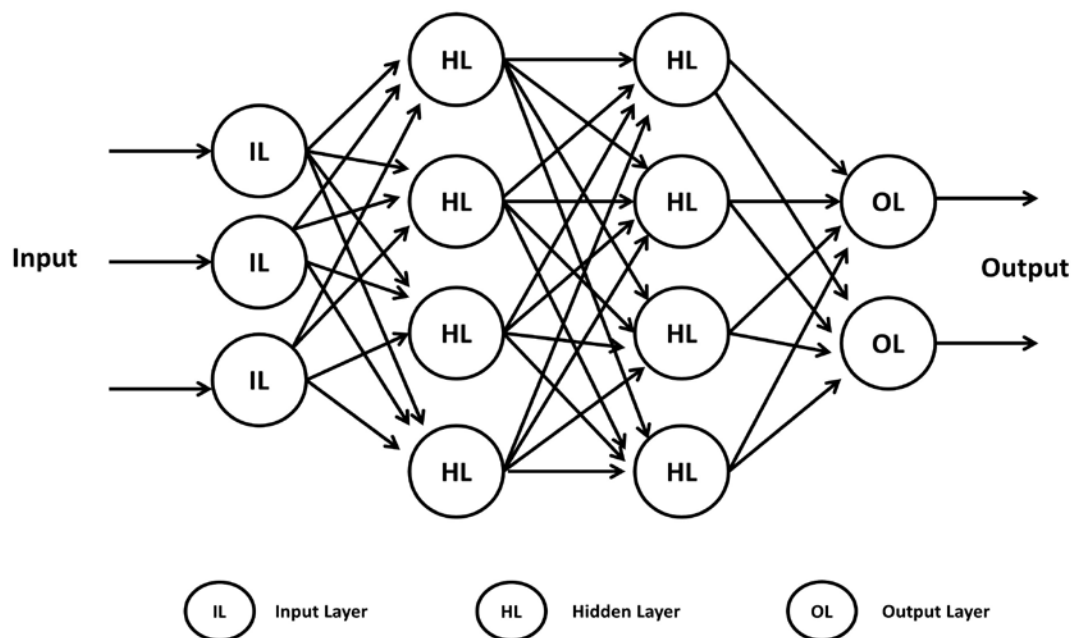 HL HL
IL
HL HL OL
Input IL
Output
HL HL OL
IL
HL HL
IL Input Layer HL Hidden Layer OL Output Layer